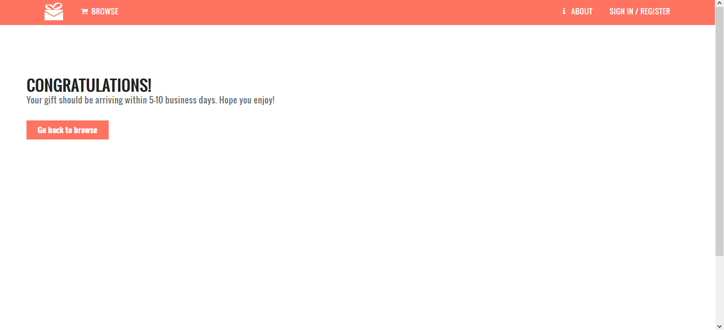 BROWSE
ABOUT
SIGN IN / REGISTER
CONGRATULATIONS!
Your gift should be arriving within 5-10 business days. Hope you enjoy!
Go back to browse